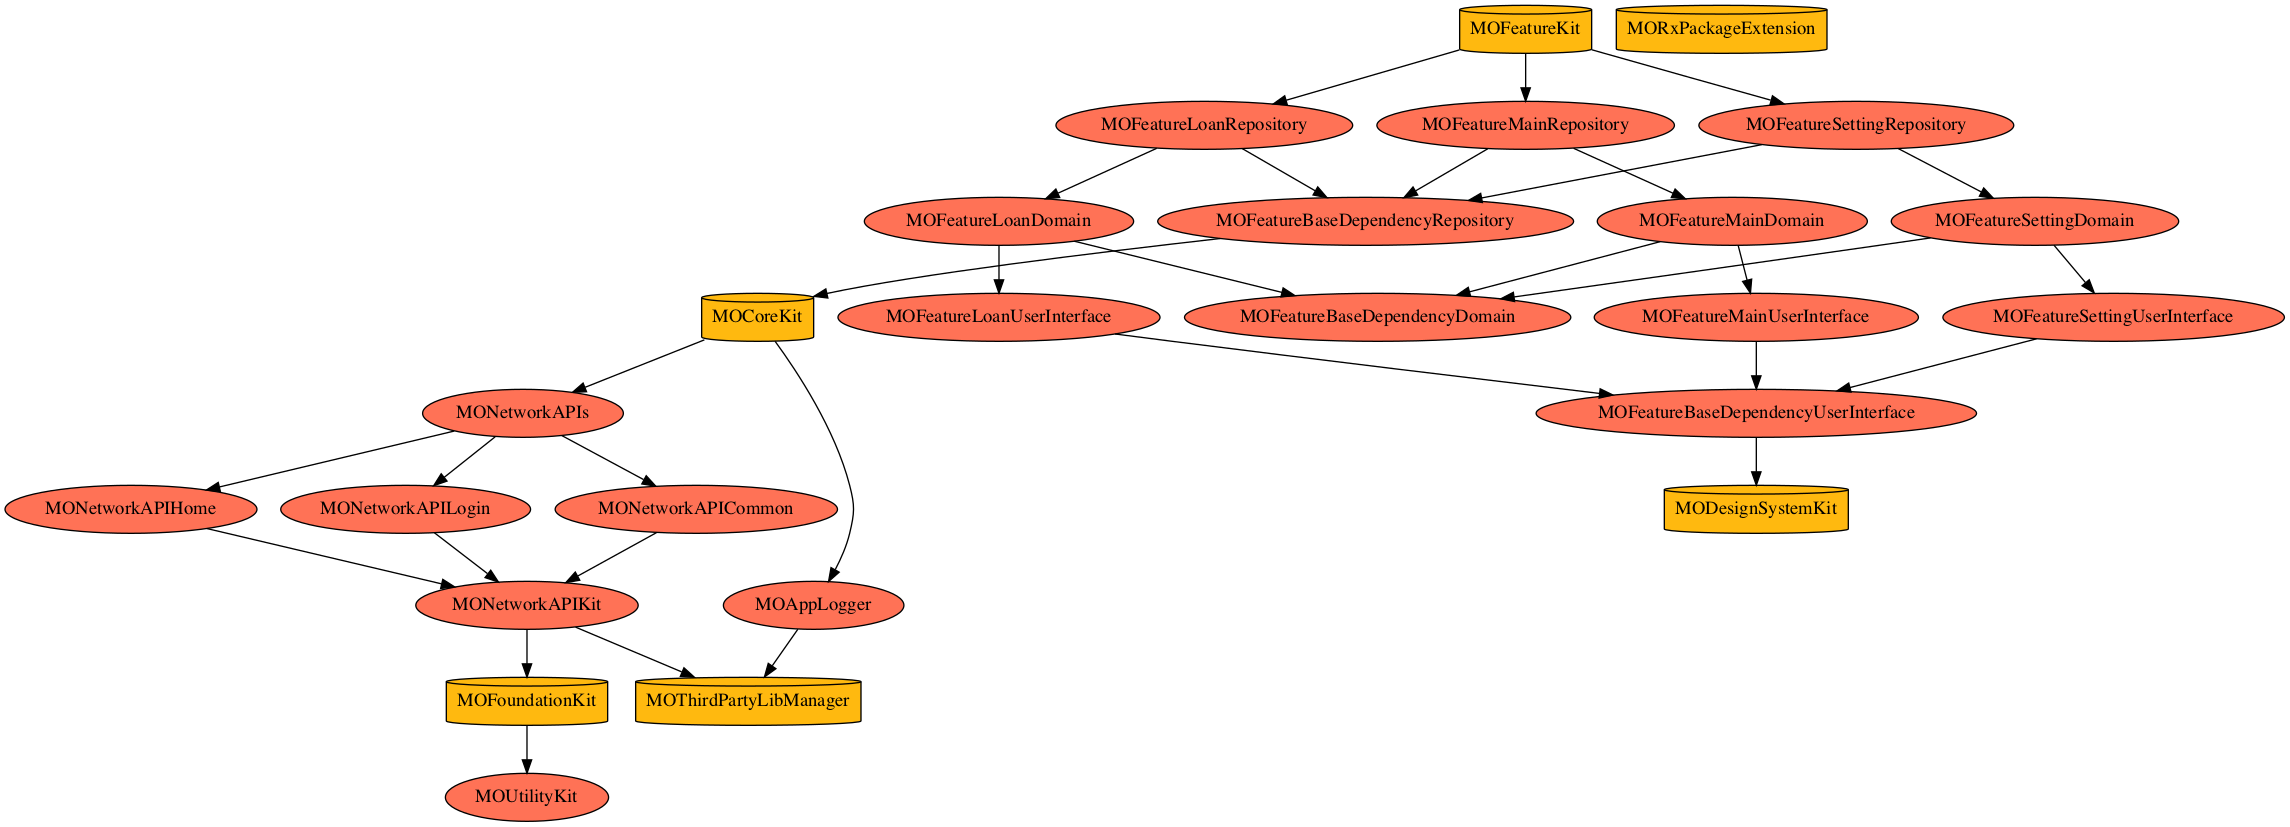 MOFeatureKit
MORxPackageExtension
MOFeatureLoanRepository
MOFeatureMainRepository
MOFeatureSettingRepository
MOFeatureLoanDomain
MOFeatureBaseDependencyRepository
MOFeatureMainDomain
MOFeatureSettingDomain
MOCoreKit
MOFeatureLoanUserInterface
MOFeatureBaseDependencyDomain
MOFeatureMainUserInterface
MOFeatureSettingUserInterface
MONetworkAPIs
MOFeatureBaseDependencyUserInterface
MONetworkAPIHome
MONetworkAPILogin
MONetworkAPICommon
MODesignSystemKit
MONetworkAPIKit
MOAppLogger
MOFoundationKit
MOThirdPartyLibManager
MOUtilityKit